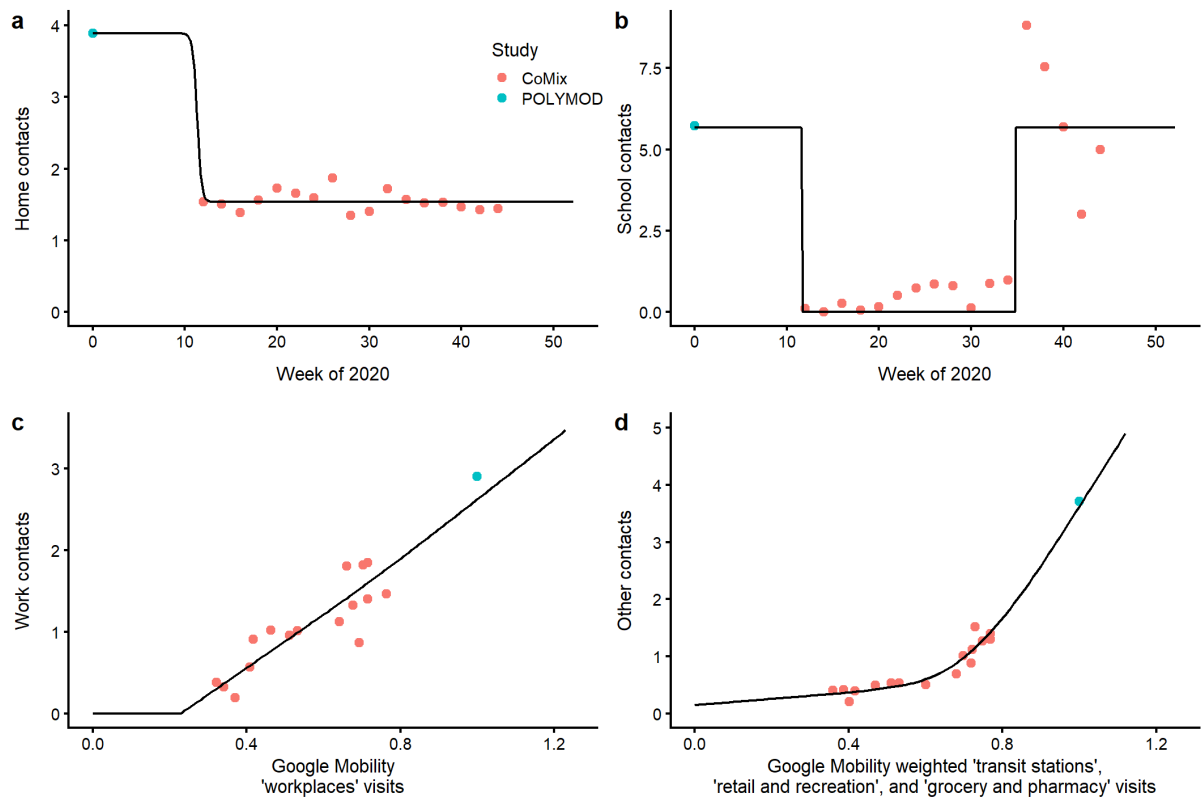 a
Home contacts
4
3
2
1
0
0 10 20 30 40 50
Week of 2020
Study
CoMix
POLYMOD
b
School contacts
7.5
5.0
2.5
0.0
0 10 20 30 40 50
Week of 2020
c
Work contacts
3
2
1
0
0.0 0.4 0.8 1.2
Google Mobility
'workplaces' visits
d
Other contacts
5
4
3
2
1
0
0.0 0.4 0.8 1.2
Google Mobility weighted 'transit stations',
'retail and recreation', and 'grocery and pharmacy' visits